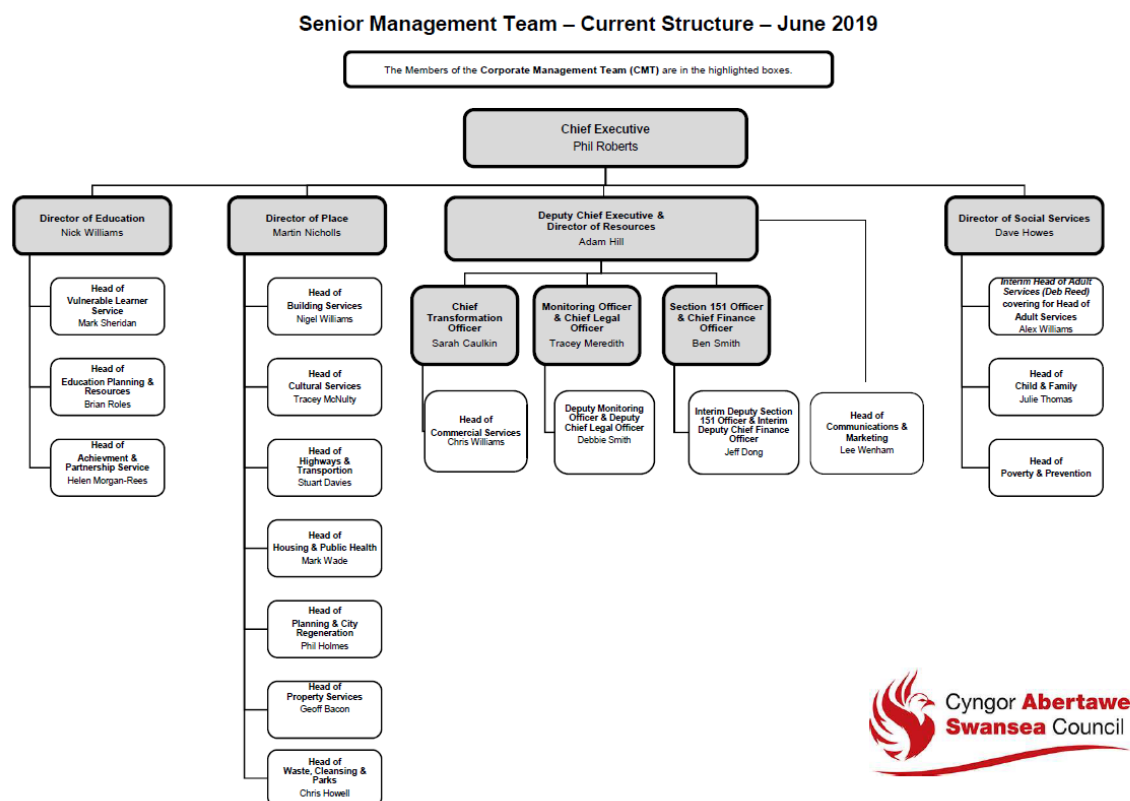 Senior Management Team – Current Structure – June 2019
The Members of the Corporate Management Team (CMT) are in the highlighted boxes.
Chief Executive
Phil Roberts
Director of Education
Nick Williams
Director of Place
Martin Nicholls
Deputy Chief Executive &
Director of Resources
Adam Hill
Director of Social Services
Dave Howes
Head of
Vulnerable Learner
Service
Mark Sheridan
Head of
Education Planning &
Resources
Brian Roles
Head of
Achievment &
Partnership Service
Helen Morgan-Rees
Head of
Building Services
Nigel Williams
Head of
Cultural Services
Tracey McNulty
Head of
Highways &
Transportion
Stuart Davies
Head of
Housing & Public Health
Mark Wade
Head of
Planning & City
Regeneration
Phil Holmes
Head of
Property Services
Geoff Bacon
Head of
Waste, Cleansing &
Parks
Chris Howell
Chief
Transformation
Officer
Sarah Caulkin
Monitoring Officer
& Chief Legal
Officer
Tracey Meredith
Section 151 Officer
& Chief Finance
Officer
Ben Smith
Head of
Commercial Services
Chris Williams
Deputy Monitoring
Officer & Deputy
Chief Legal Officer
Debbie Smith
Interim Deputy Section
151 Officer & Interim
Deputy Chief Finance
Officer
Jeff Dong
Head of
Communications &
Marketing
Lee Wenham
Interim Head of Adult
Services (Deb Reed)
covering for Head of
Adult Services
Alex Williams
Head of
Child & Family
Julie Thomas
Head of
Poverty & Prevention
Cyngor Abertawe
Swansea Council